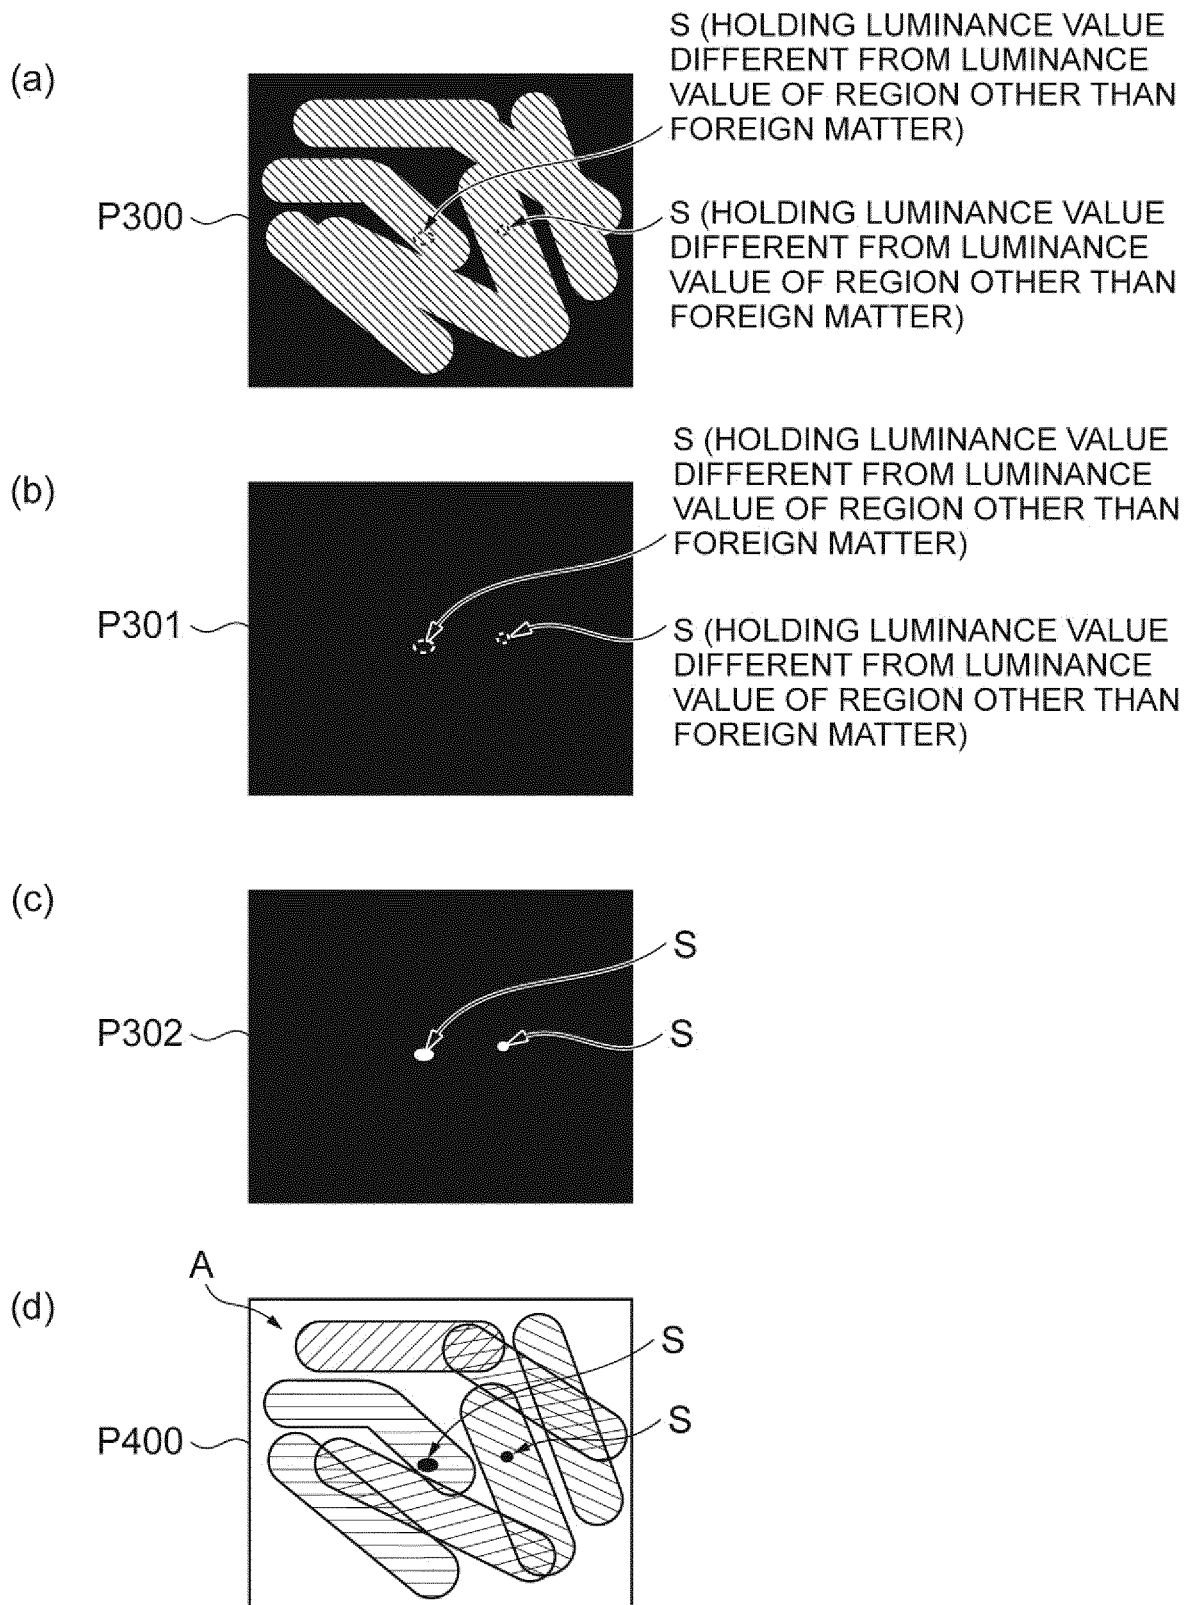 (a)
S (HOLDING LUMINANCE VALUE
DIFFERENT FROM LUMINANCE
VALUE OF REGION OTHER THAN
FOREIGN MATTER)
P300
S (HOLDING LUMINANCE VALUE
DIFFERENT FROM LUMINANCE
VALUE OF REGION OTHER THAN
FOREIGN MATTER)
(b)
S (HOLDING LUMINANCE VALUE
DIFFERENT FROM LUMINANCE
VALUE OF REGION OTHER THAN
FOREIGN MATTER)
P301
S (HOLDING LUMINANCE VALUE
DIFFERENT FROM LUMINANCE
VALUE OF REGION OTHER THAN
FOREIGN MATTER)
(c)
S
P302
S
(d)
A
S
P400
S